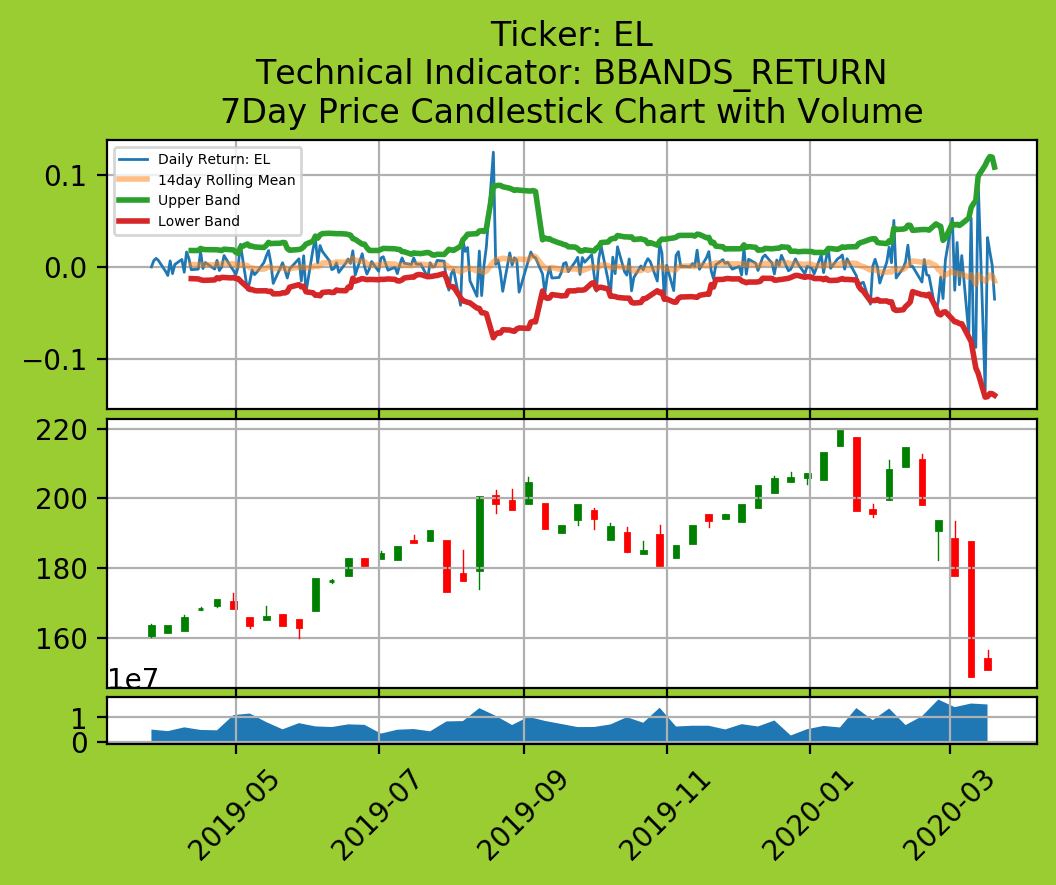 Ticker: EL
Technical Indicator: BBANDS_RETURN
7Day Price Candlestick Chart with Volume
Daily Return: EL
14day Rolling Mean
Upper Band
Lower Band
0.1
0.0
−0.1
220
200
180
160
1e7
1
0
2019-05
2019-07
2019-09
2019-11
2020-01
2020-03